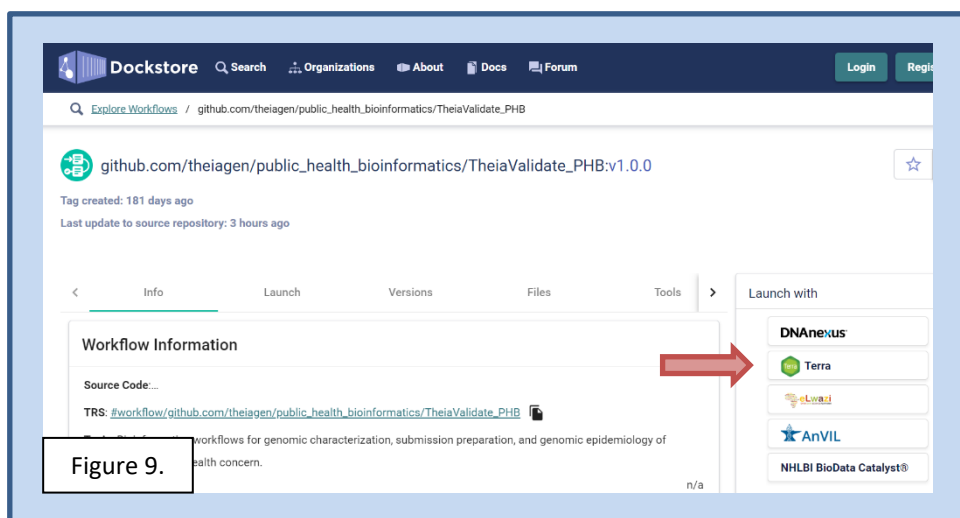 Dockstore Search Organizations About Docs Forum Login Regis
Explore Workflows / github.com/theiagen/public_health_bioinformatics/TheiaValidate_PHB
github.com/theiagen/public_health_bioinformatics/TheiaValidate_PHB:v1.0.0
Tag created: 181 days ago
Last update to source repository: 3 hours ago
Info Launch Versions Files Tools
Workflow Information
Source Code:...
TRS: #workflow/github.com/theiagen/public_health_bioinformatics/TheiaValidate_PHB
workflows for genomic characterization, submission preparation, and genomic epidemiology of
ealth concern.
n/a
Figure 9.
Launch with
DNAnexus
Terra
eLwazi
AnVIL
NHLBI BioData Catalyst®